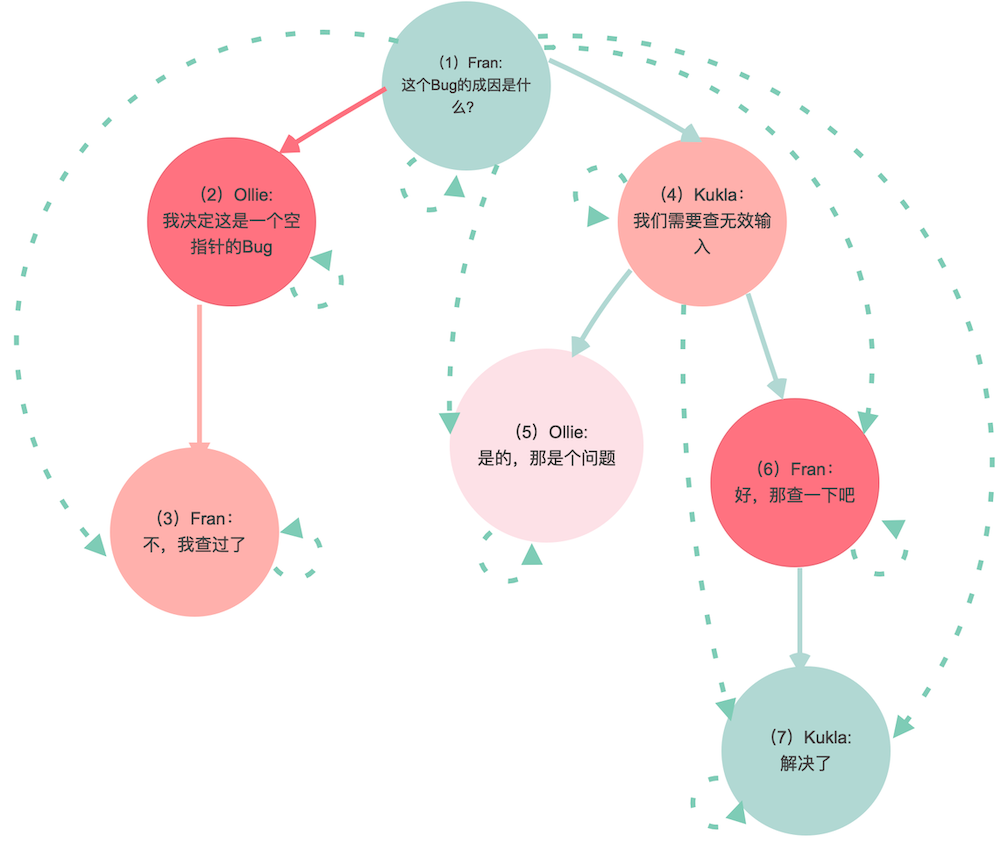 （1）Fran:
这个Bug的成因是什
么？
（2）Ollie:
我决定这是一个空
指针的Bug
（3）Fran：
不，我查过了
（4）Kukla：
我们需要查无效输
入
（5）Ollie:
是的，那是个问题
（6）Fran：
好，那查一下吧
（7）Kukla:
解决了